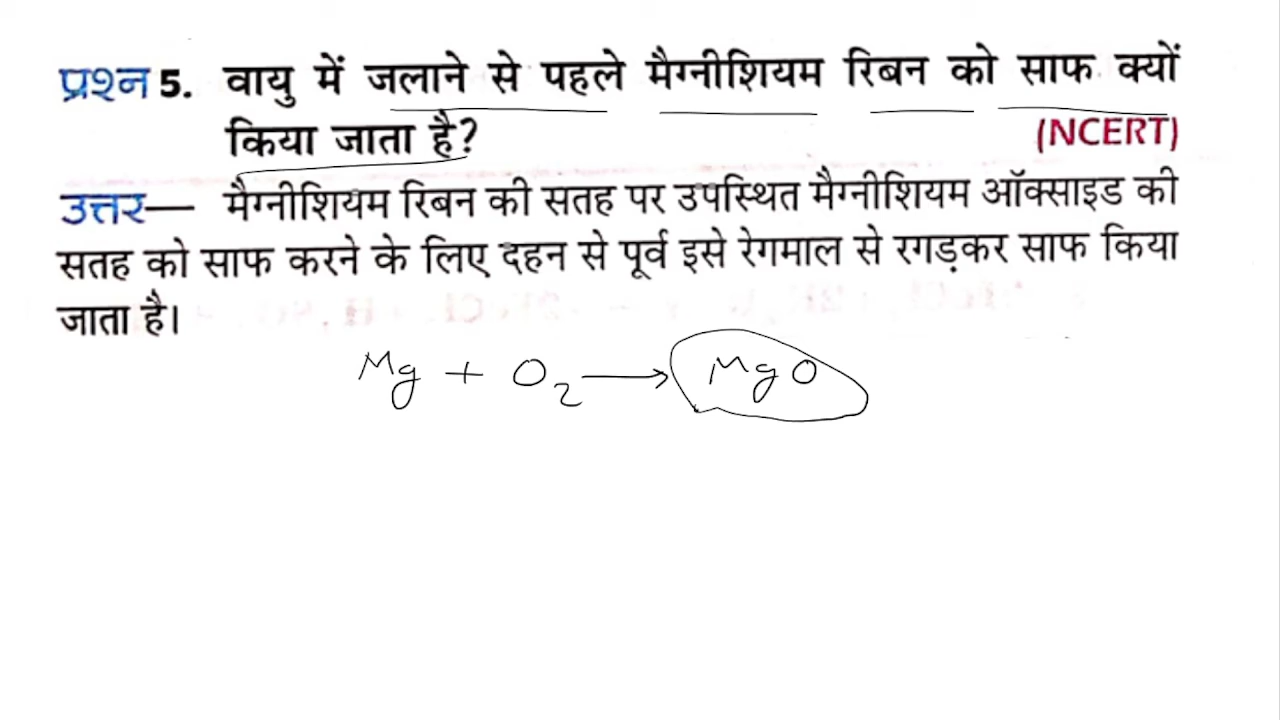 प्रश्न 5. वायु में जलाने से पहले मैग्नीशियम रिबन को साफ क्यों
किया जाता है? (NCERT)
उत्तर— मैग्नीशियम रिबन की सतह पर उपस्थित मैग्नीशियम ऑक्साइड की
सतह को साफ करने के लिए दहन से पूर्व इसे रेगमाल से रगड़कर साफ किया
जाता है।
Mg + O2 → MgO